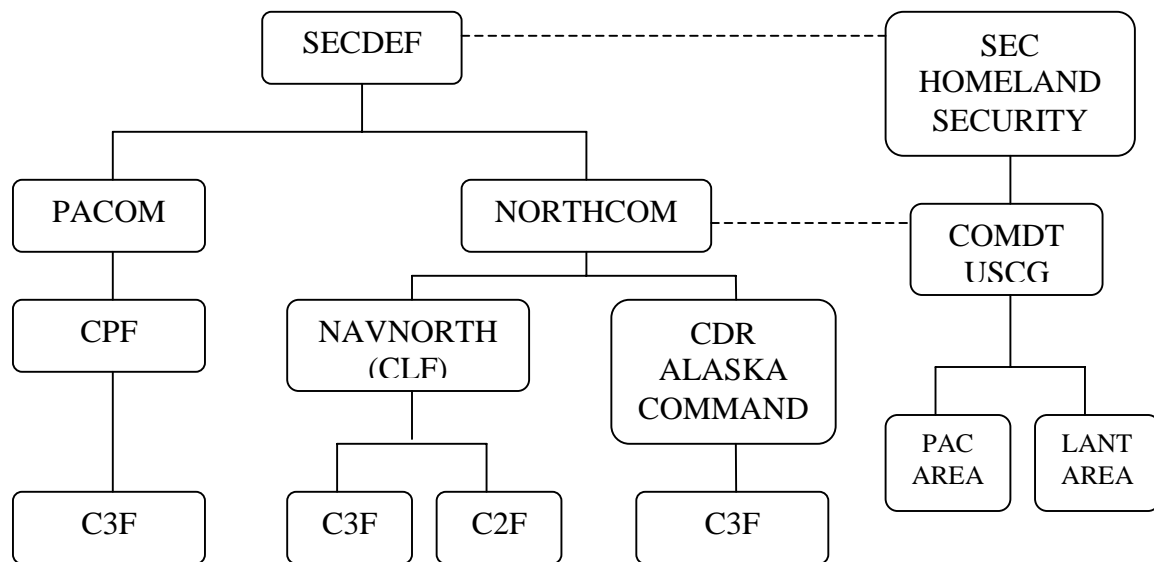 SECDEF
SEC
HOMELAND
SECURITY
PACOM
NORTHCOM
COMDT
USCG
CPF
NAVNORTH
(CLF)
CDR
ALASKA
COMMAND
PAC
AREA
LANT
AREA
C3F
C3F
C2F
C3F